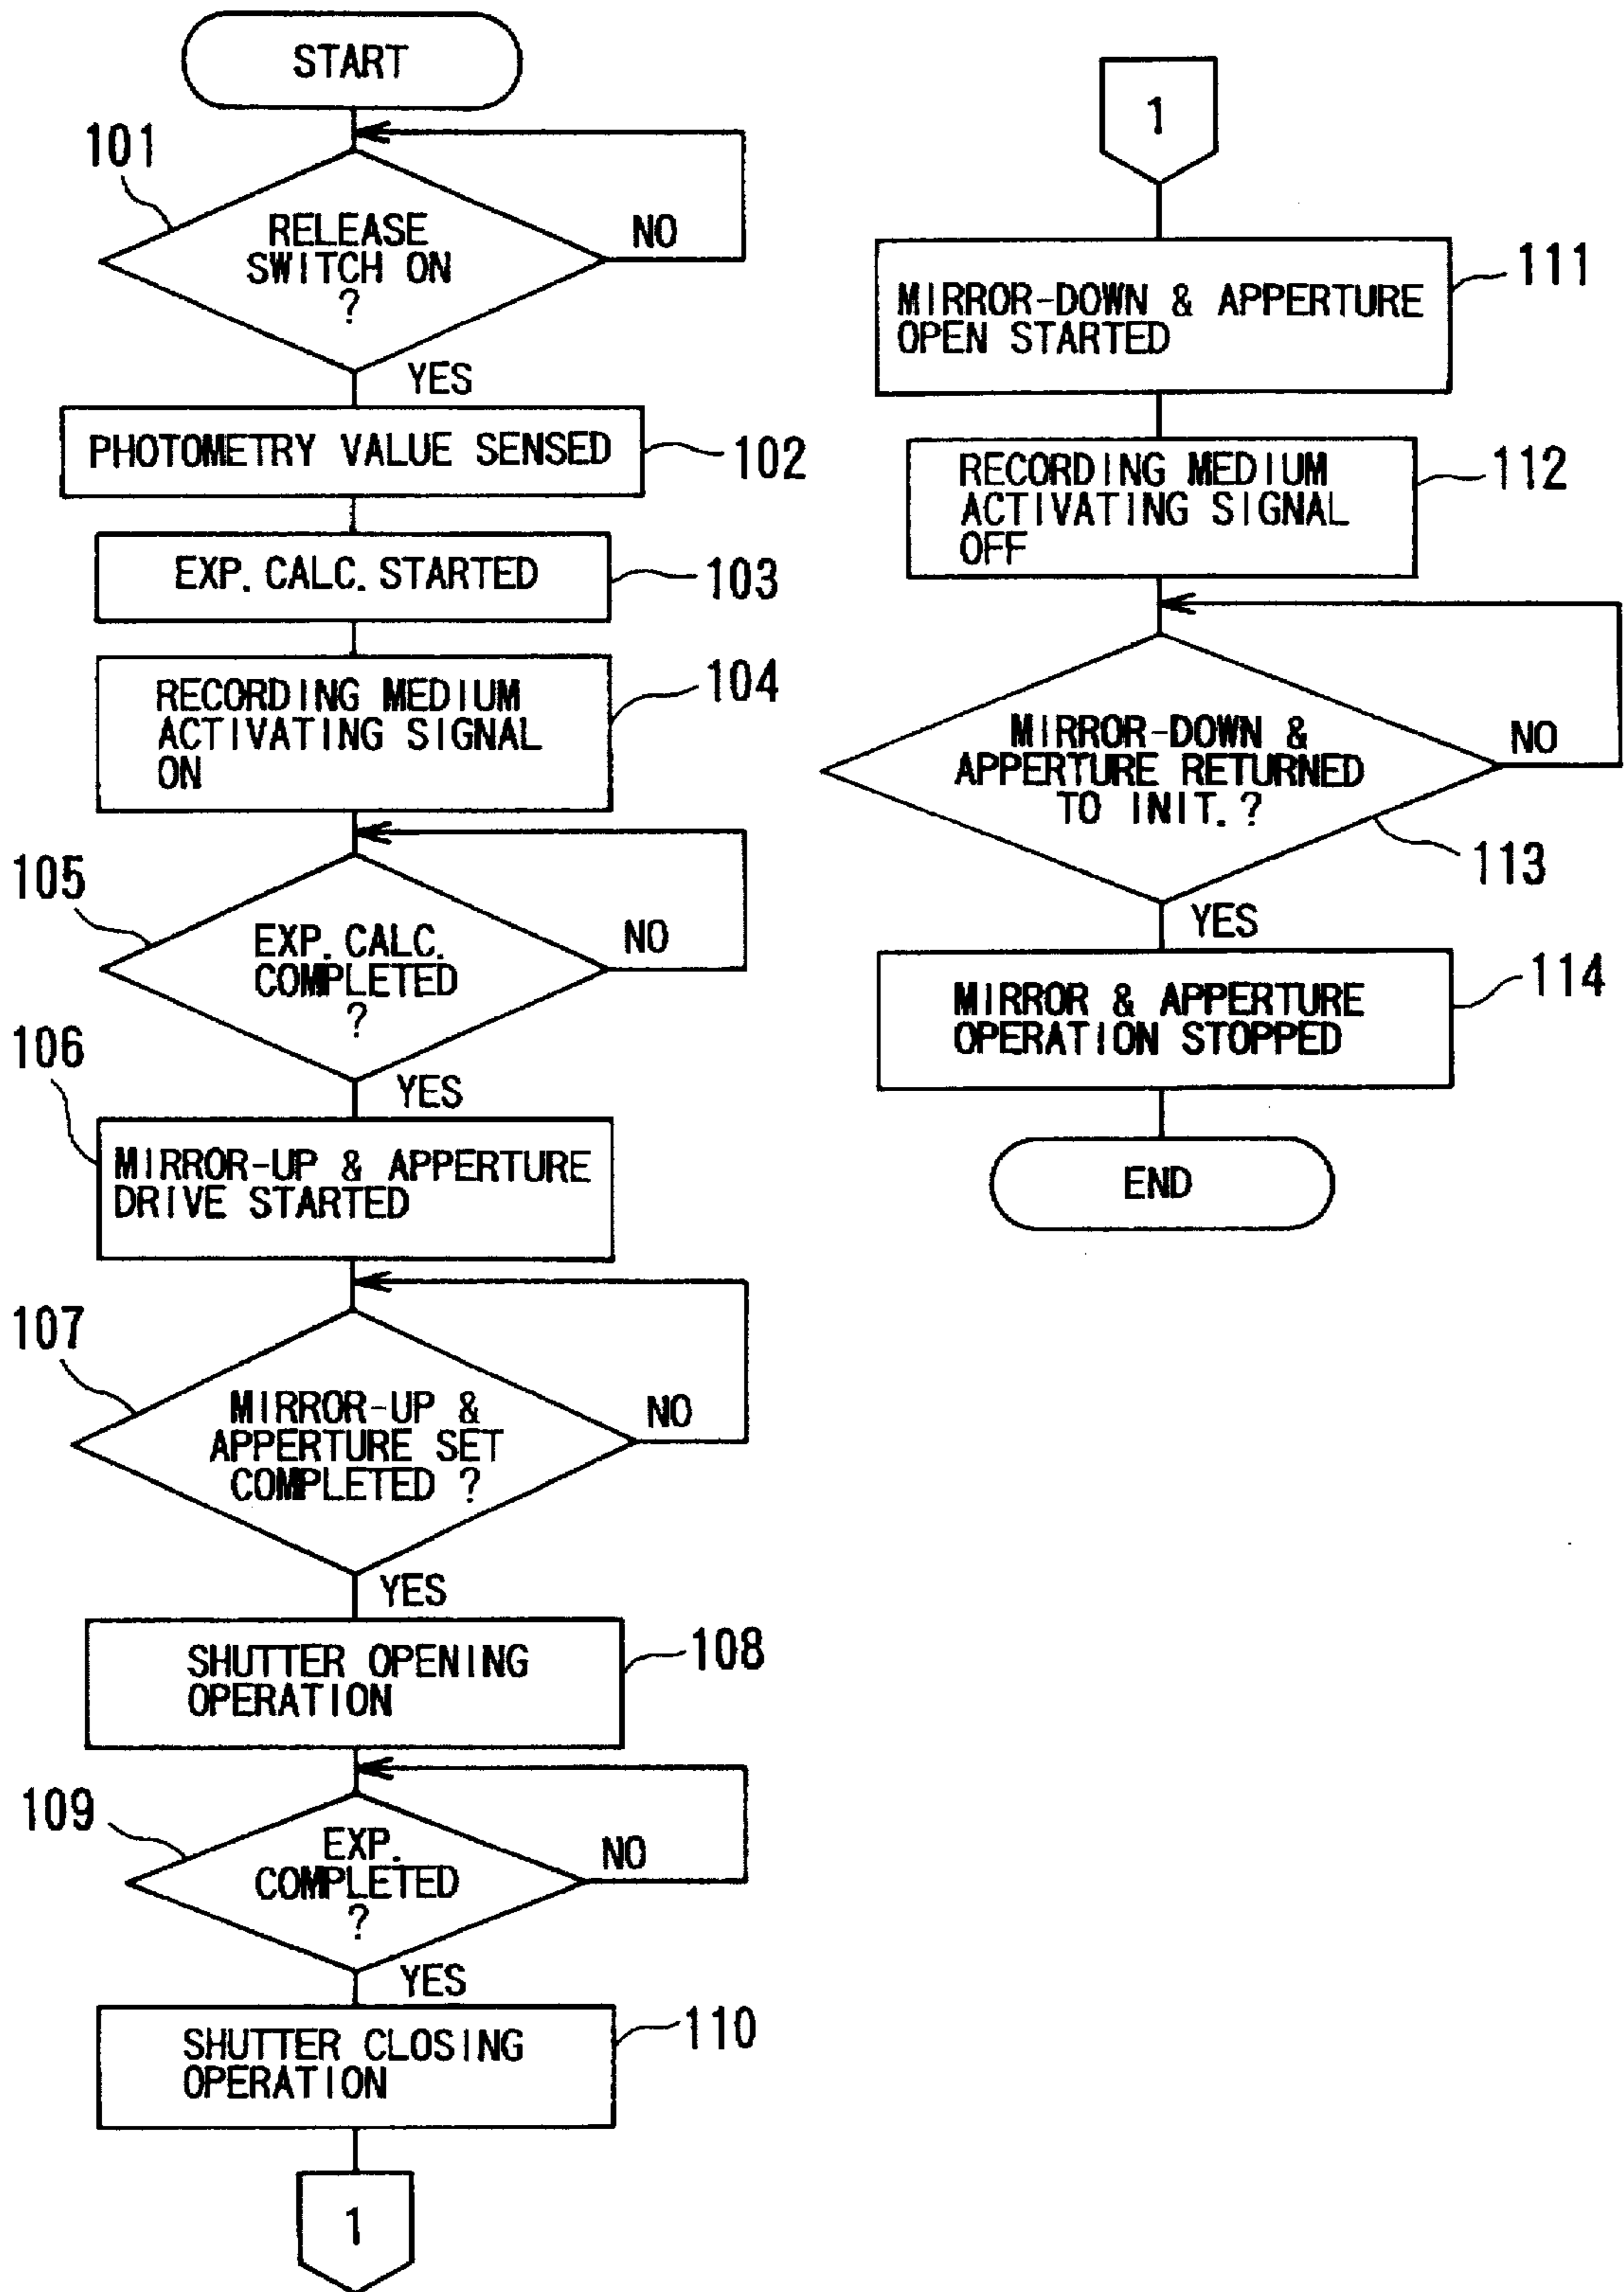 START
101
RELEASE
SWITCH ON
?
NO
YES
PHOTOMETRY VALUE SENSED
102
EXP. CALC. STARTED
103
RECORDING MEDIUM
ACTIVATING SIGNAL
ON
104
105
EXP. CALC.
COMPLETED
?
NO
YES
106
MIRROR-UP & APPERTURE
DRIVE STARTED
107
MIRROR-UP &
APPERTURE SET
COMPLETED ?
NO
YES
SHUTTER OPENING
OPERATION
108
109
EXP.
COMPLETED
?
NO
YES
SHUTTER CLOSING
OPERATION
110
1
1
MIRROR-DOWN & APPERTURE
OPEN STARTED
111
RECORDING MEDIUM
ACTIVATING SIGNAL
OFF
112
MIRROR-DOWN &
APPERTURE RETURNED
TO INIT. ?
NO
113
YES
MIRROR & APPERTURE
OPERATION STOPPED
114
END